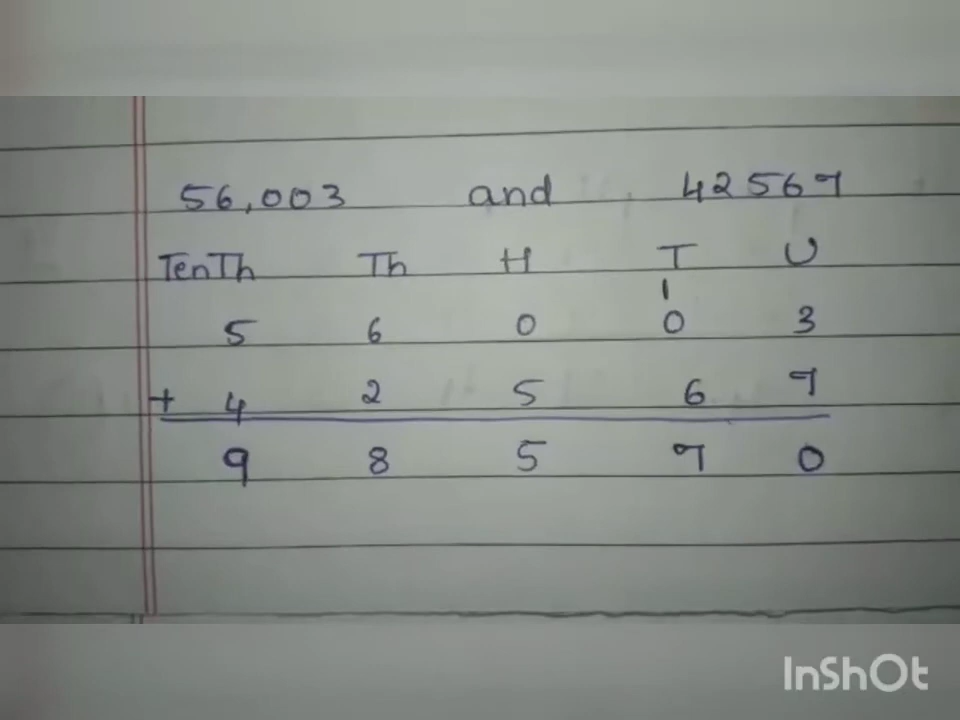 56,003 and 42567
TenTh Th H T U
1
5 6 0 0 3
+ 4 2 5 6 7
9 8 5 7 0
InShOt